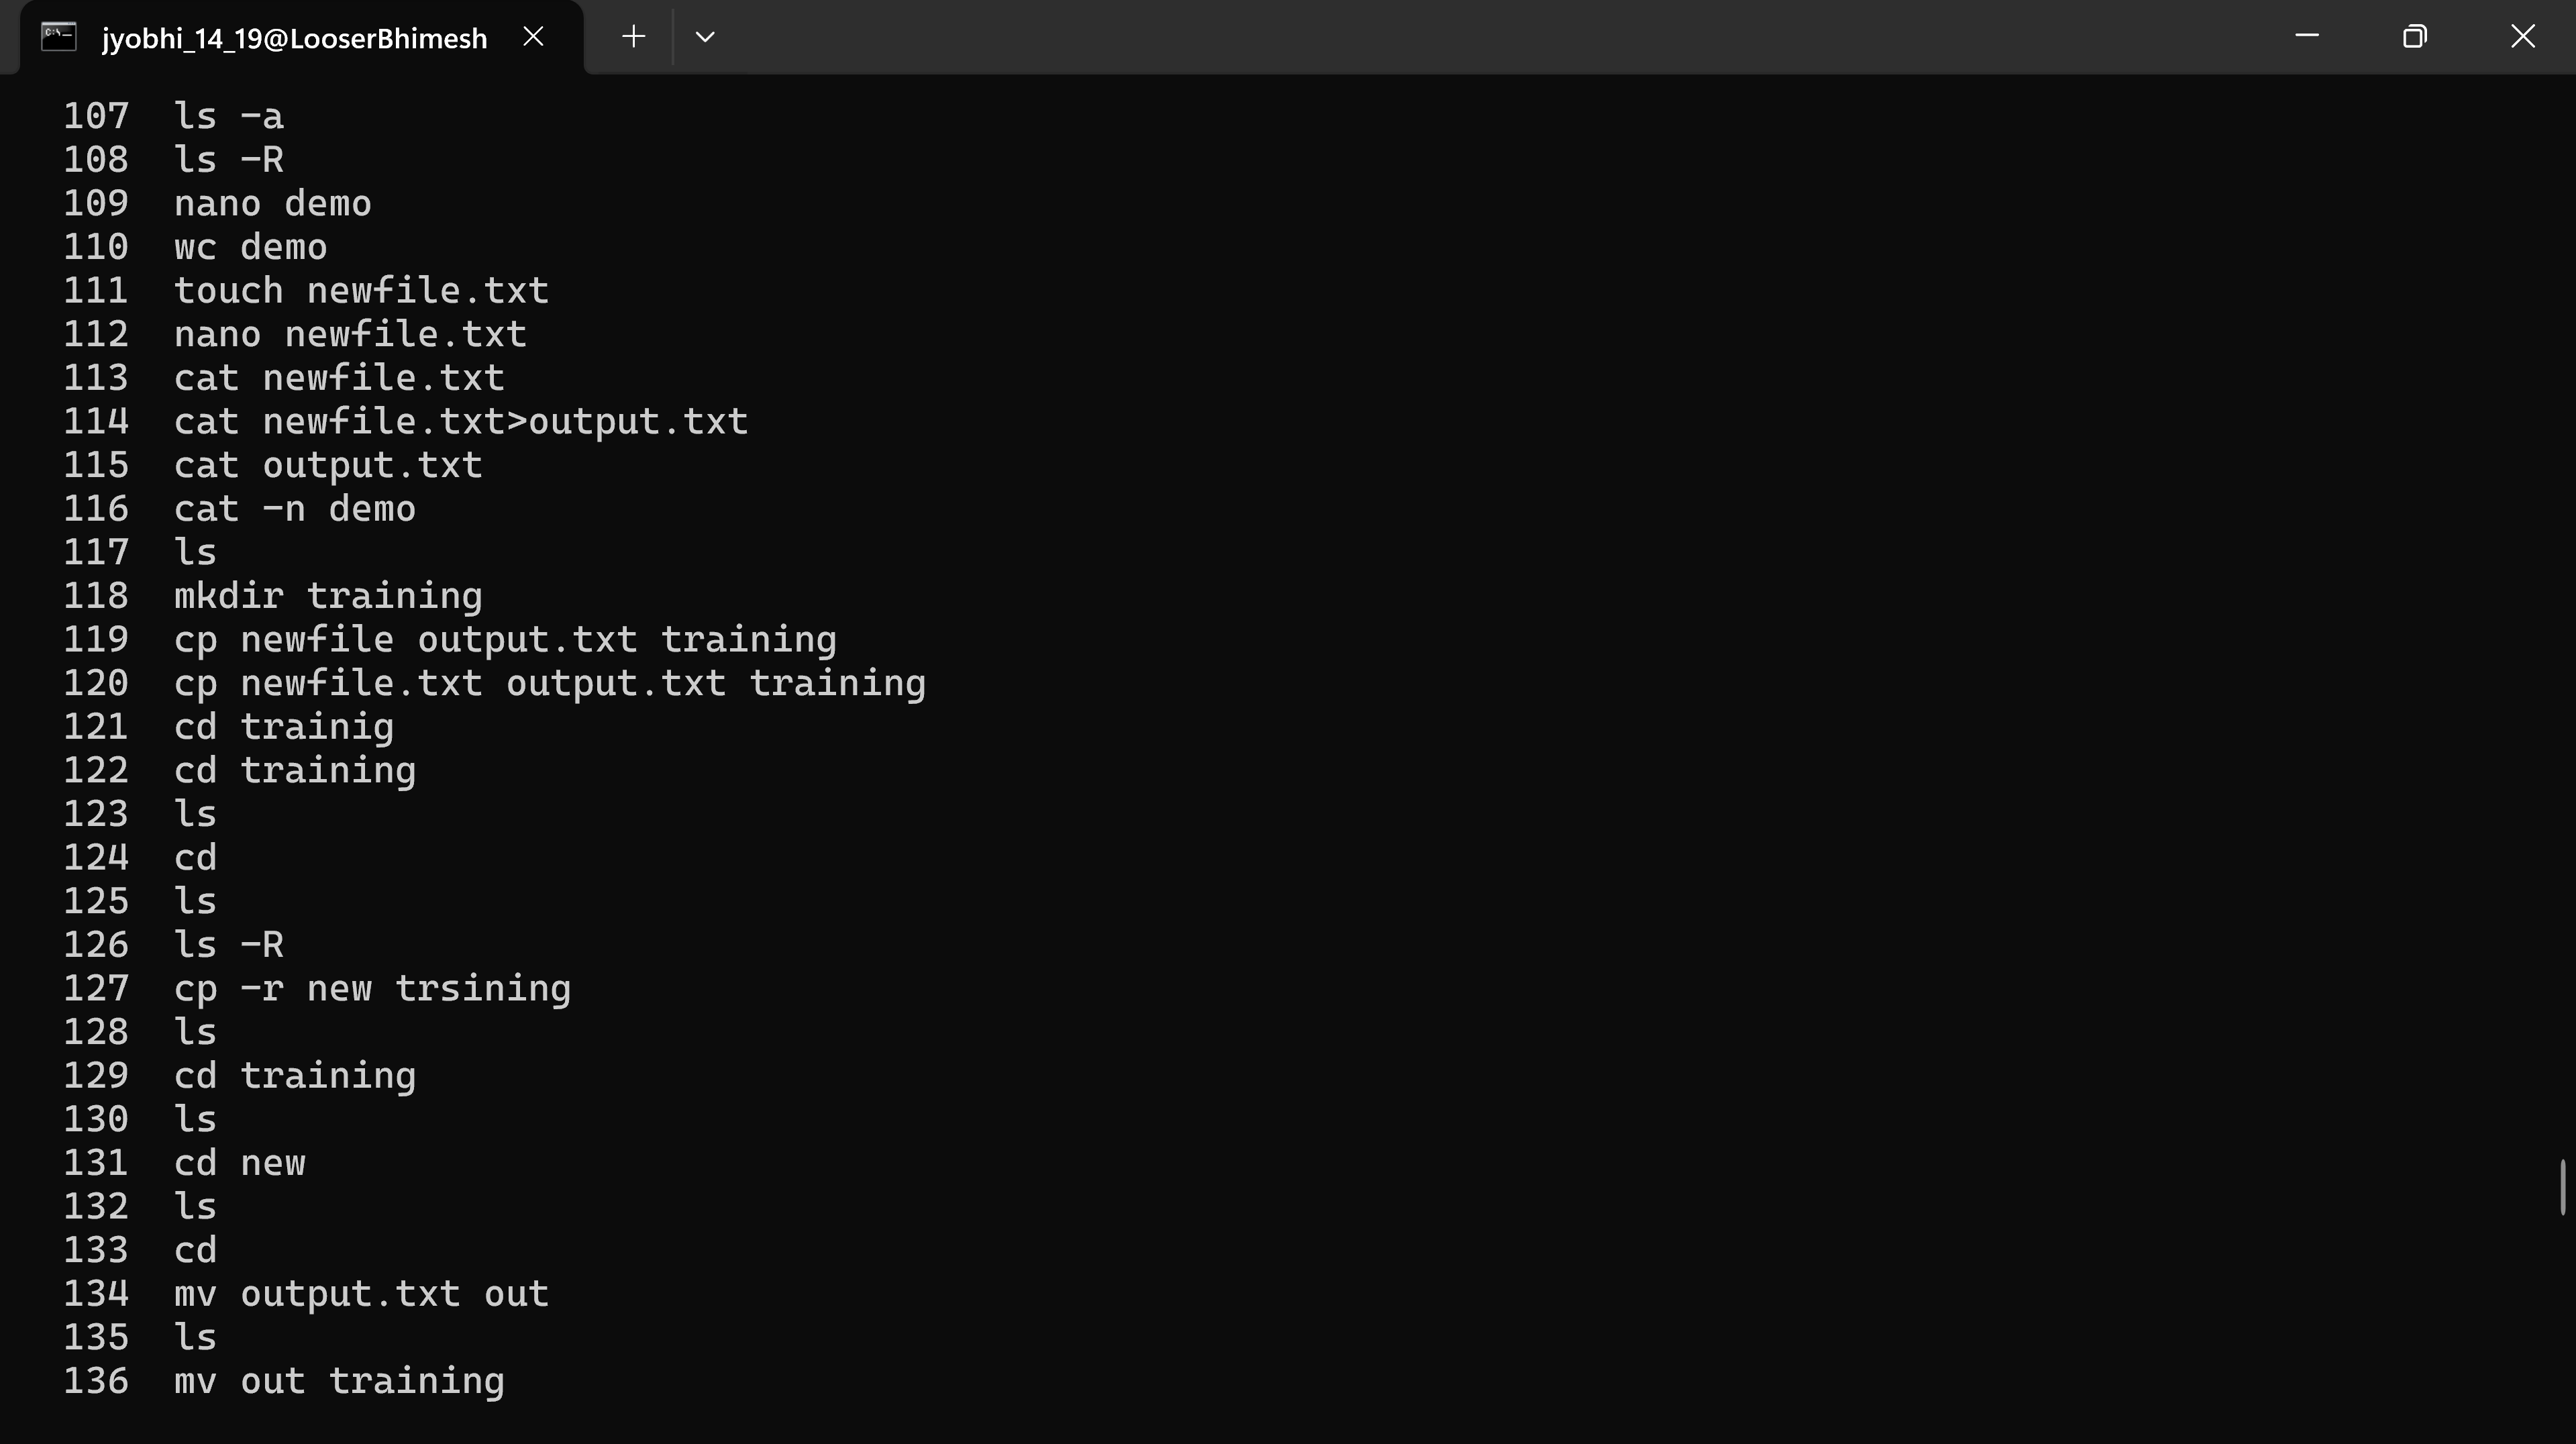 jyobhi_14_19@LooserBhimesh
107 ls -a
108 ls -R
109 nano demo
110 wc demo
111 touch newfile.txt
112 nano newfile.txt
113 cat newfile.txt
114 cat newfile.txt>output.txt
115 cat output.txt
116 cat -n demo
117 ls
118 mkdir training
119 cp newfile output.txt training
120 cp newfile.txt output.txt training
121 cd trainig
122 cd training
123 ls
124 cd
125 ls
126 ls -R
127 cp -r new trsining
128 ls
129 cd training
130 ls
131 cd new
132 ls
133 cd
134 mv output.txt out
135 ls
136 mv out training